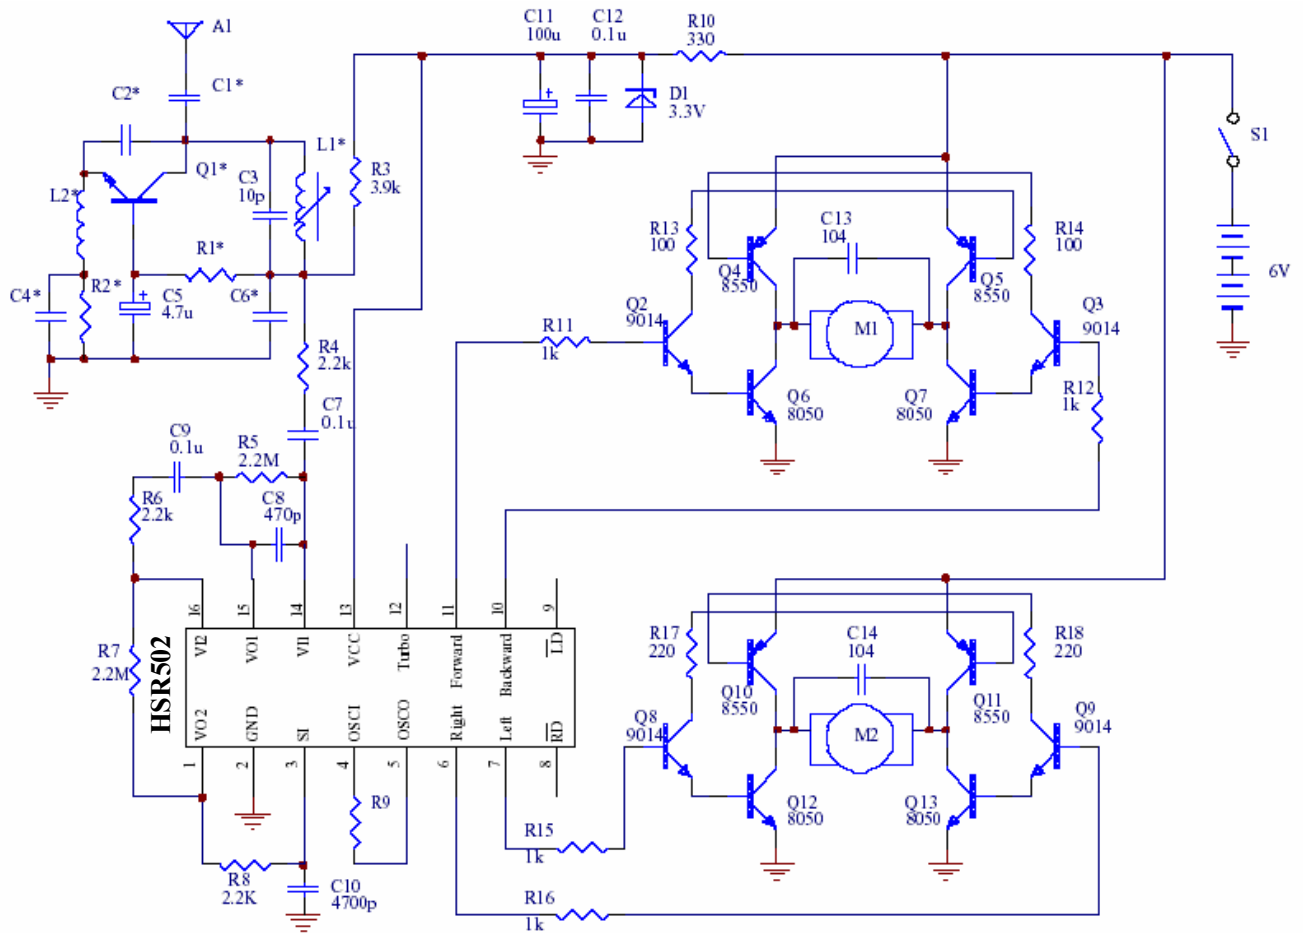 A1
C11
100u
C12
0.1u
R10
330
C1*
C2*
D1
3.3V
S1
L1*
Q1*
C3
10p
R3
3.9k
L2*
R13
100
C13
104
R14
100
R1*
Q4
8550
Q5
8550
6V
C4*
R2*
C5
4.7u
C6*
Q2
9014
Q3
9014
M1
R11
1k
R4
2.2k
Q6
8050
Q7
8050
R12
1k
C7
0.1u
C9
0.1u
R5
2.2M
R6
2.2k
C8
470p
16
15
14
13
12
11
10
9
VI2
VO1
VI1
VCC
Turbo
Forward
Backward
LD
HSR502
R7
2.2M
VO2
GND
SI
OSCI
OSCO
Right
Left
RD
1
2
3
4
5
6
7
8
R17
220
C14
104
R18
220
Q10
8550
Q11
8550
Q8
9014
Q9
9014
M2
Q12
8050
Q13
8050
R9
R15
1k
R8
2.2K
C10
4700p
R16
1k